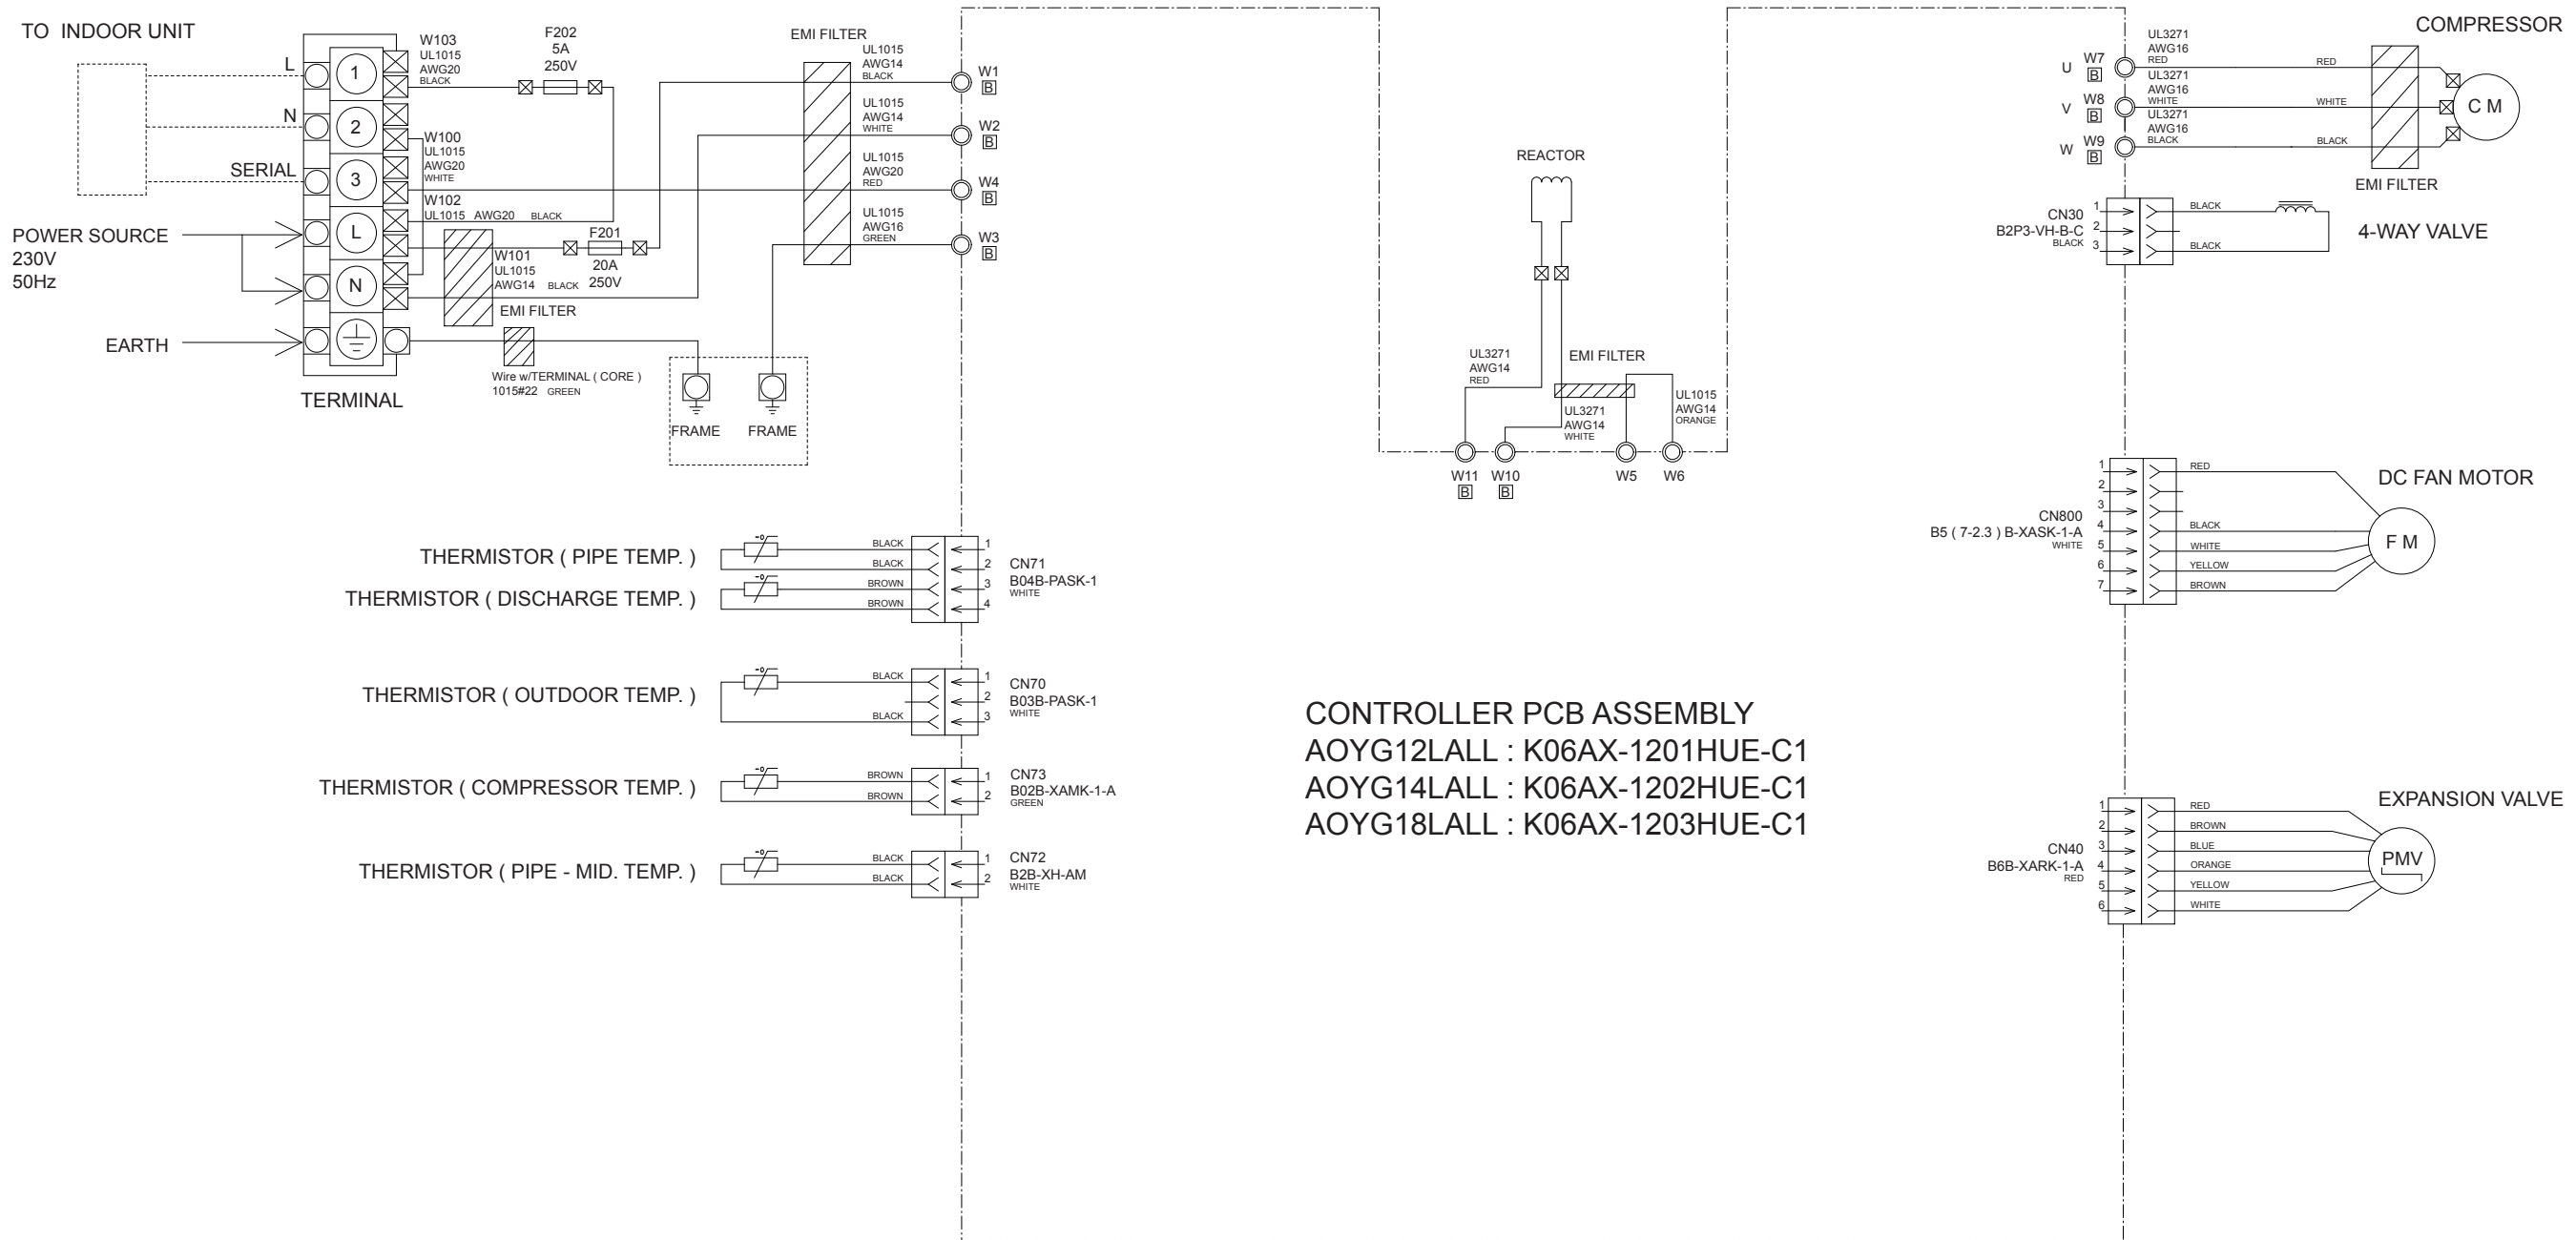 TO INDOOR UNIT
L
N
SERIAL
POWER SOURCE
230V
50Hz
EARTH
1
2
3
L
N
TERMINAL
W103
UL1015
AWG20
BLACK
F202
5A
250V
W100
UL1015
AWG20
WHITE
W102
UL1015 AWG20 BLACK
F201
20A
250V
W101
UL1015
AWG14 BLACK
EMI FILTER
Wire w/TERMINAL ( CORE )
1015#22 GREEN
FRAME
FRAME
EMI FILTER
UL1015
AWG14
BLACK
W1
B
UL1015
AWG14
WHITE
W2
B
UL1015
AWG20
RED
W4
B
UL1015
AWG16
GREEN
W3
B
REACTOR
UL3271
AWG14
RED
EMI FILTER
UL3271
AWG14
WHITE
UL1015
AWG14
ORANGE
W11
B
W10
B
W5
W6
COMPRESSOR
U
W7
B
UL3271
AWG16
RED
RED
V
W8
B
UL3271
AWG16
WHITE
WHITE
W
W9
B
UL3271
AWG16
BLACK
BLACK
C M
EMI FILTER
CN30
B2P3-VH-B-C
BLACK
1
2
3
BLACK
BLACK
4-WAY VALVE
CN800
B5 ( 7-2.3 ) B-XASK-1-A
WHITE
1
2
3
4
5
6
7
RED
BLACK
WHITE
YELLOW
BROWN
DC FAN MOTOR
F M
CN40
B6B-XARK-1-A
RED
1
2
3
4
5
6
RED
BROWN
BLUE
ORANGE
YELLOW
WHITE
EXPANSION VALVE
PMV
THERMISTOR ( PIPE TEMP. )
THERMISTOR ( DISCHARGE TEMP. )
-θ
-θ
BLACK
BLACK
BROWN
BROWN
1
2
3
4
CN71
B04B-PASK-1
WHITE
THERMISTOR ( OUTDOOR TEMP. )
-θ
BLACK
BLACK
1
2
3
CN70
B03B-PASK-1
WHITE
THERMISTOR ( COMPRESSOR TEMP. )
-θ
BROWN
BROWN
1
2
CN73
B02B-XAMK-1-A
GREEN
THERMISTOR ( PIPE - MID. TEMP. )
-θ
BLACK
BLACK
1
2
CN72
B2B-XH-AM
WHITE
CONTROLLER PCB ASSEMBLY
AOYG12LALL : K06AX-1201HUE-C1
AOYG14LALL : K06AX-1202HUE-C1
AOYG18LALL : K06AX-1203HUE-C1